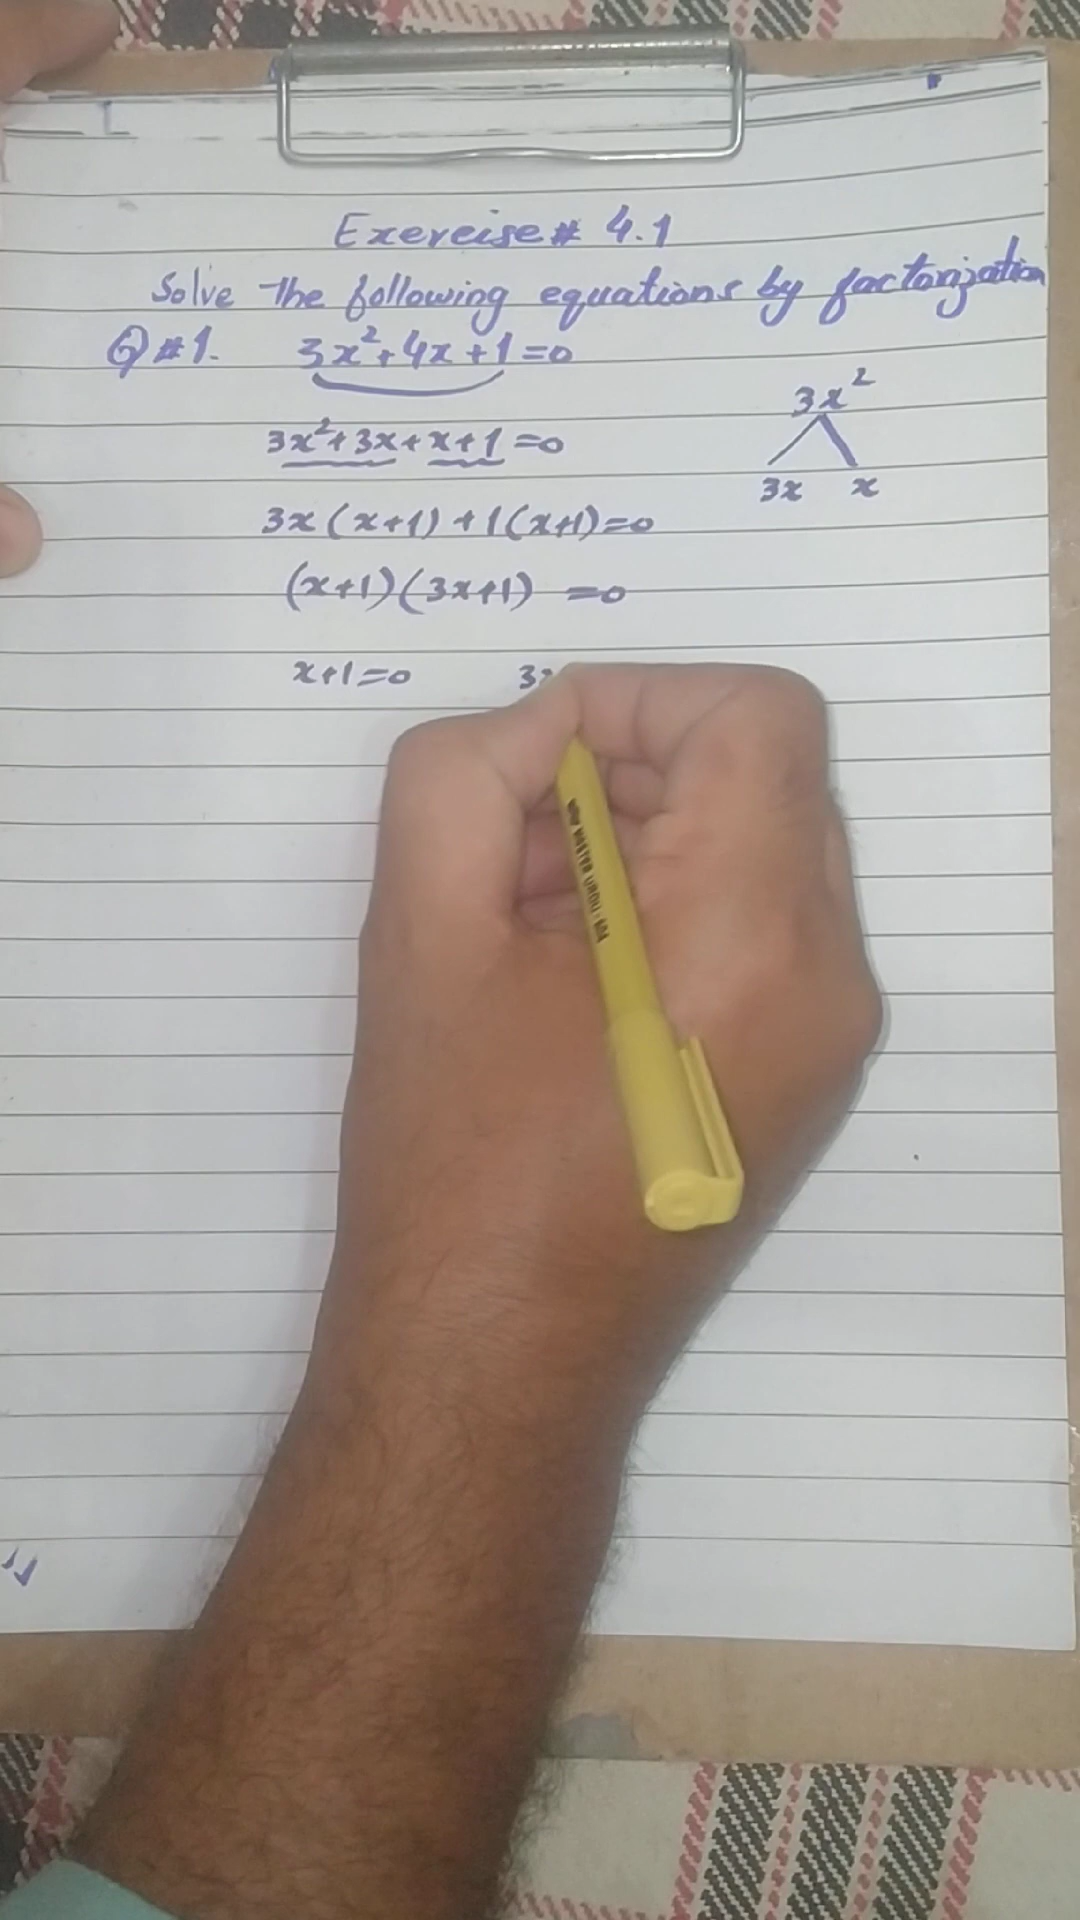 Exercise # 4.1
Solve the following equations by factorization
Q#1. 3x²+4x+1=0
3x²
3x²+3x+x+1=0
3x x
3x(x+1)+1(x+1)=0
(x+1)(3x+1) =0
x+1=0 3x